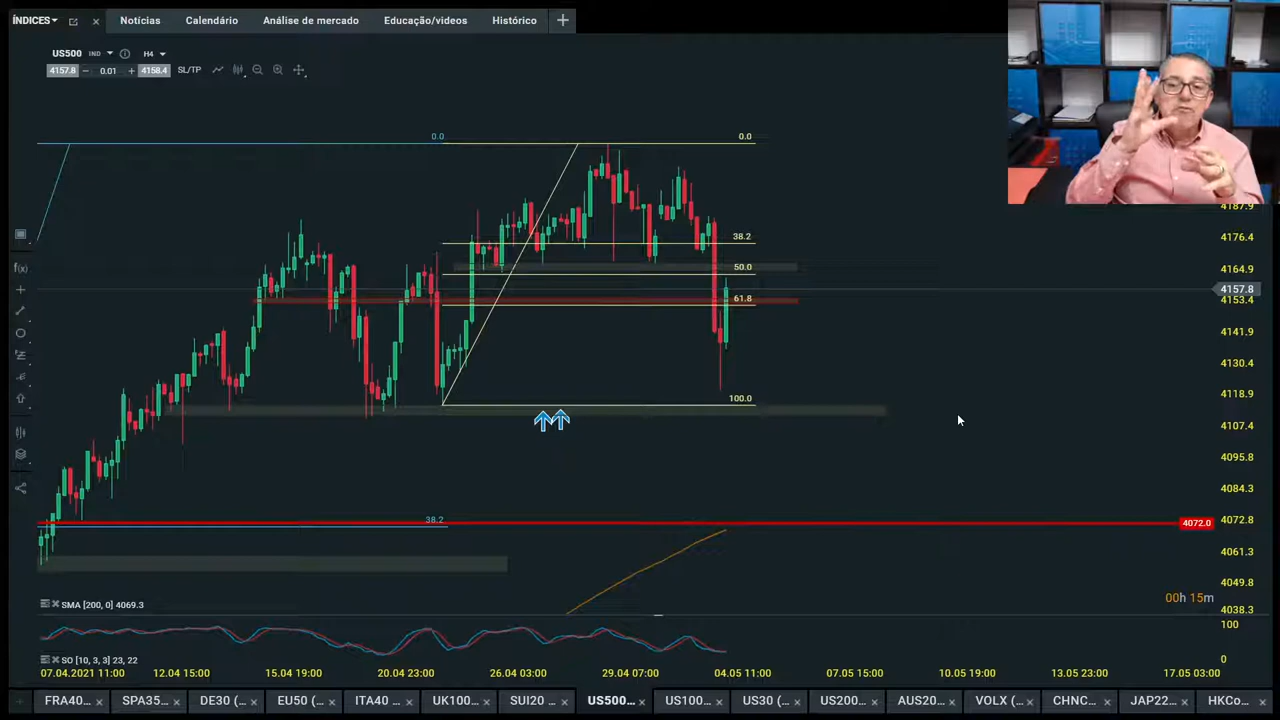 ÍNDICES Notícias Calendário Análise de mercado Educação/videos Histórico
US500 IND H4
4157.8 0.01 4158.4 SL/TP
0.0 0.0
4187.9
38.2 4176.4
50.0 4164.9
4157.8
61.8 4153.4
4141.9
4130.4
100.0 4118.9
4107.4
4095.8
4084.3
38.2 4072.8
4072.0
4061.3
4049.8
00h 15m
SMA [200, 0] 4069.3 4038.3
100
SO [10, 3, 3] 23, 22 0
07.04.2021 11:00 12.04 15:00 15.04 19:00 20.04 23:00 26.04 03:00 29.04 07:00 04.05 11:00 07.05 15:00 10.05 19:00 13.05 23:00 17.05 03:00
FRA40... SPA35... DE30 (... EU50 (... ITA40 ... UK100... SUI20 ... US500... US100... US30 (... US200... AUS20... VOLX (... CHNC... JAP22... HKCo...